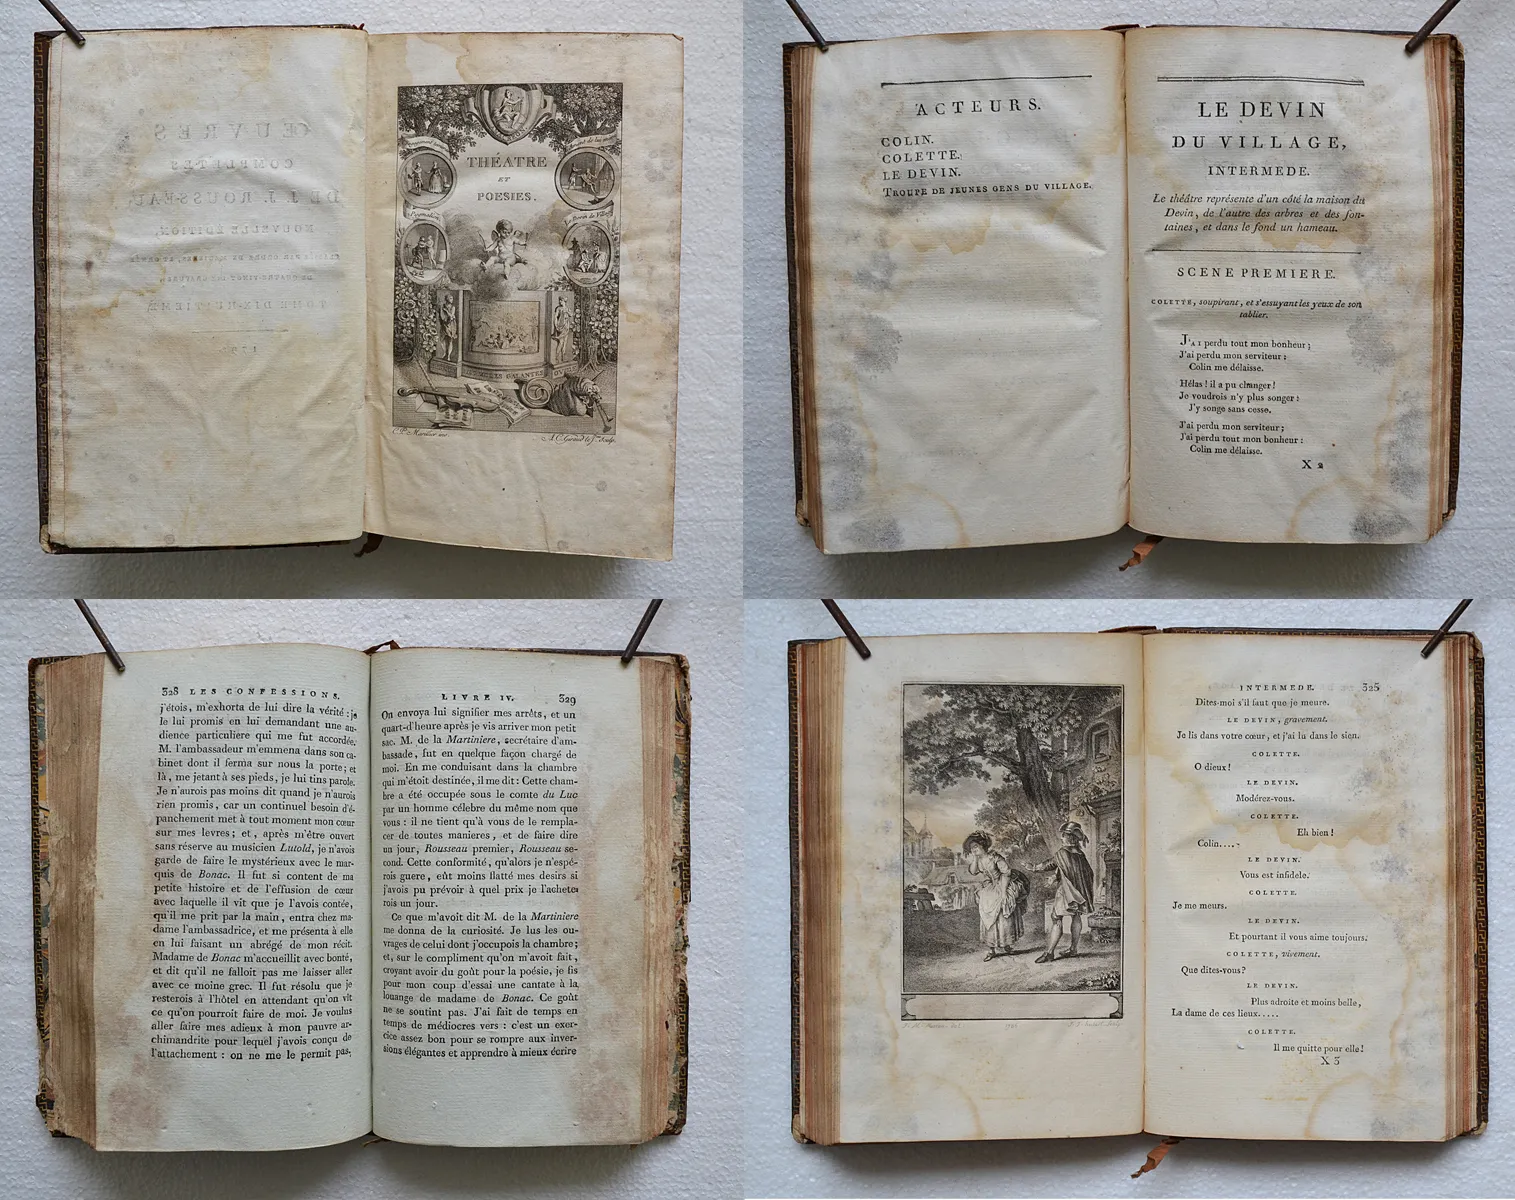 THÉATRE
ET
POESIES.
Pygmalion
Le Devin de Village
LES GALANTES
ACTEURS.
COLIN.
COLETTE.
LE DEVIN.
TROUPE DE JEUNES GENS DU VILLAGE.
LE DEVIN
DU VILLAGE,
INTERMEDE.
Le théâtre représente d'un côté la maison du
Devin, de l'autre des arbres et des fon-
taines, et dans le fond un hameau.
SCENE PREMIERE.
COLETTE, soupirant, et s'essuyant les yeux de son
tablier.
J'AI perdu tout mon bonheur ;
J'ai perdu mon serviteur :
Colin me délaisse.
Hélas ! il a pu changer !
Je voudrois n'y plus songer :
J'y songe sans cesse.
J'ai perdu mon serviteur ;
J'ai perdu tout mon bonheur :
Colin me délaisse.
X 2
328 LES CONFESSIONS.
j'étois, m'exhorta de lui dire la vérité : je
le lui promis en lui demandant une au-
dience particuliere qui me fut accordée.
M. l'ambassadeur m'emmena dans son ca-
binet dont il ferma sur nous la porte ; et
là, me jetant à ses pieds, je lui tins parole.
Je n'aurois pas moins dit quand je n'aurois
rien promis, car un continuel besoin d'é-
panchement met à tout moment mon cœur
sur mes levres ; et, après m'être ouvert
sans réserve au musicien Lutold, je n'avois
garde de faire le mystérieux avec le mar-
quis de Bonac. Il fut si content de ma
petite histoire et de l'effusion de cœur
avec laquelle il vit que je l'avois contée,
qu'il me prit par la main, entra chez ma-
dame l'ambassadrice, et me présenta à elle
en lui faisant un abrégé de mon récit.
Madame de Bonac m'accueillit avec bonté,
et dit qu'il ne falloit pas me laisser aller
avec ce moine grec. Il fut résolu que je
resterois à l'hôtel en attendant qu'on vît
ce qu'on pourroit faire de moi. Je voulus
aller faire mes adieux à mon pauvre ar-
chimandrite pour lequel j'avois conçu de
l'attachement : on ne me le permit pas.
LIVRE IV. 329
On envoya lui signifier mes arrêts, et un
quart-d'heure après je vis arriver mon petit
sac. M. de la Martiniere, secrétaire d'am-
bassade, fut en quelque façon chargé de
moi. En me conduisant dans la chambre
qui m'étoit destinée, il me dit : Cette cham-
bre a été occupée sous le comte du Luc
par un homme célebre du même nom que
vous : il ne tient qu'à vous de le rempla-
cer de toutes manieres, et de faire dire
un jour, Rousseau premier, Rousseau se-
cond. Cette conformité, qu'alors je n'espé-
rois guere, eût moins flatté mes desirs si
j'avois pu prévoir à quel prix je l'achete-
rois un jour.
Ce que m'avoit dit M. de la Martiniere
me donna de la curiosité. Je lus les ou-
vrages de celui dont j'occupois la chambre ;
et, sur le compliment qu'on m'avoit fait,
croyant avoir du goût pour la poésie, je fis
pour mon coup d'essai une cantate à la
louange de madame de Bonac. Ce goût
ne se soutint pas. J'ai fait de temps en
temps de médiocres vers : c'est un exer-
cice assez bon pour se rompre aux inver-
sions élégantes et apprendre à mieux écrire
INTERMEDE. 325
Dites-moi s'il faut que je meure.
LE DEVIN, gravement.
Je lis dans votre cœur, et j'ai lu dans le sien.
COLETTE.
O dieux !
LE DEVIN.
Modérez-vous.
COLETTE.
Eh bien !
Colin....
LE DEVIN.
Vous est infidele.
COLETTE.
Je me meurs.
LE DEVIN.
Et pourtant il vous aime toujours.
COLETTE, vivement.
Que dites-vous ?
LE DEVIN.
Plus adroite et moins belle,
La dame de ces lieux.....
COLETTE.
Il me quitte pour elle !
X 3